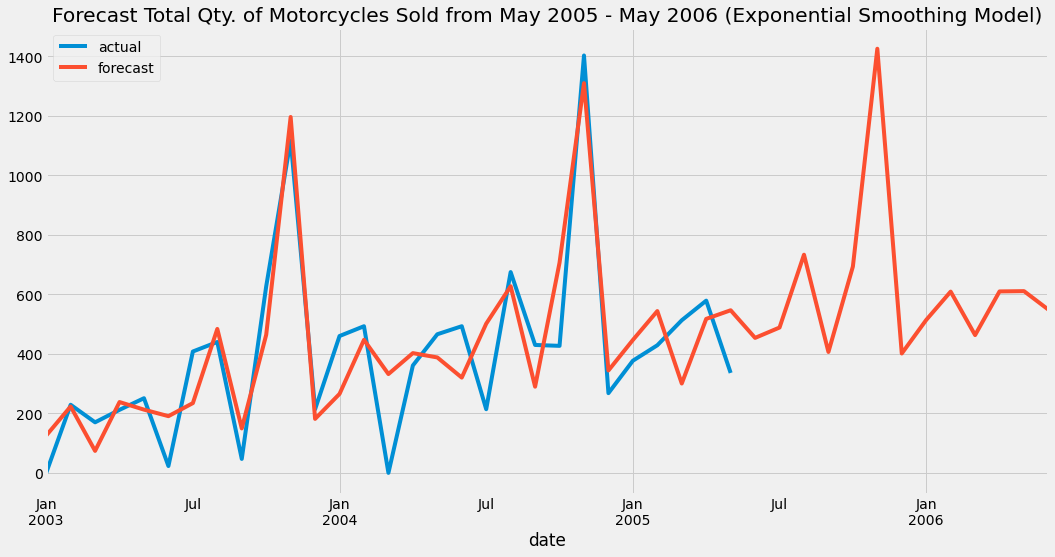 Forecast Total Qty. of Motorcycles Sold from May 2005 - May 2006 (Exponential Smoothing Model)
actual
forecast
1400
1200
1000
800
600
400
200
0
Jan Jul Jan Jul Jan Jul Jan
2003 2004 2005 2006
date